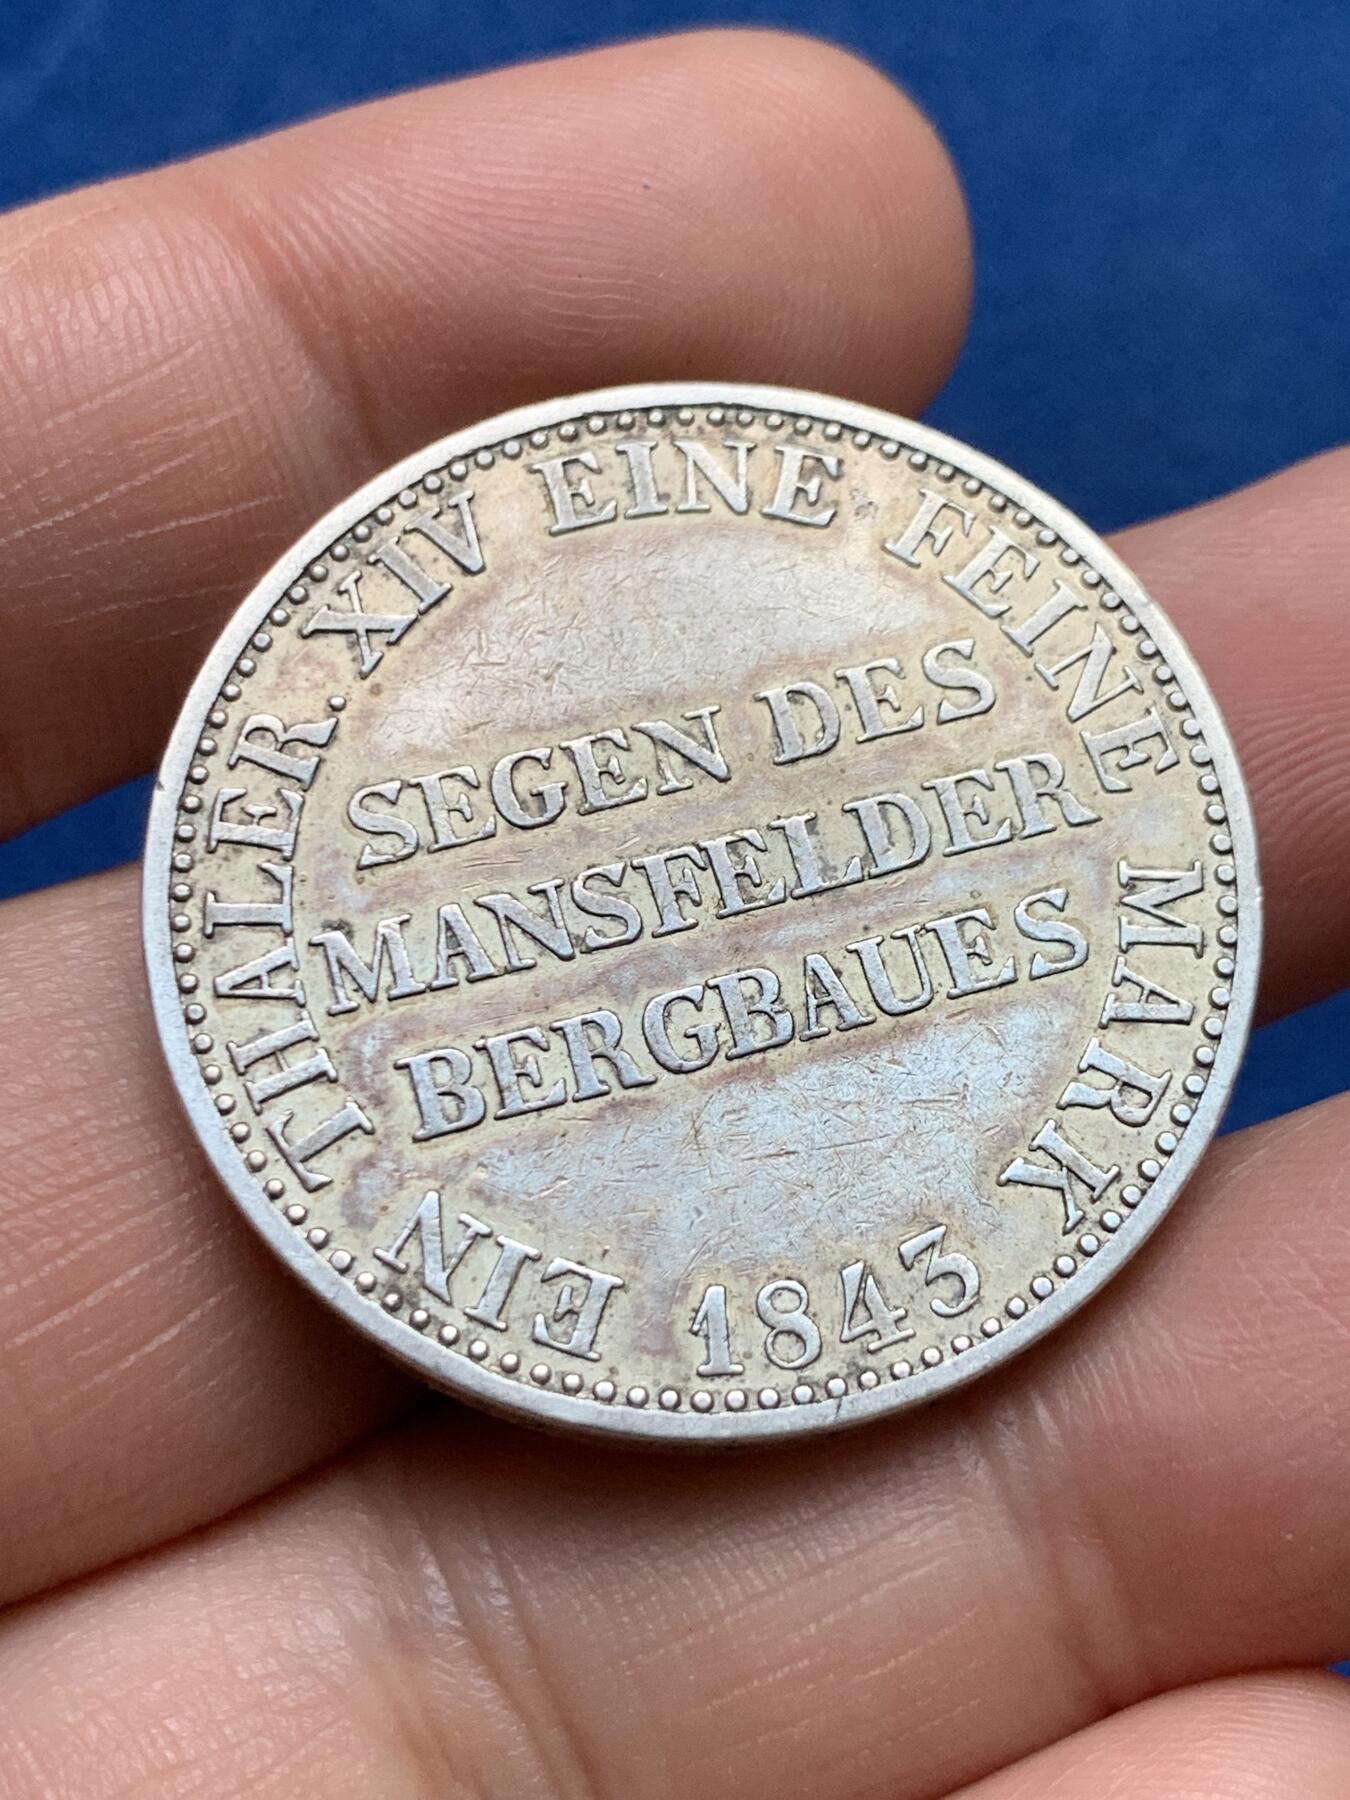 EIN THALER. XIV EINE FEINE MARK
SEGEN DES
MANSFELDER
BERGBAUES
1843